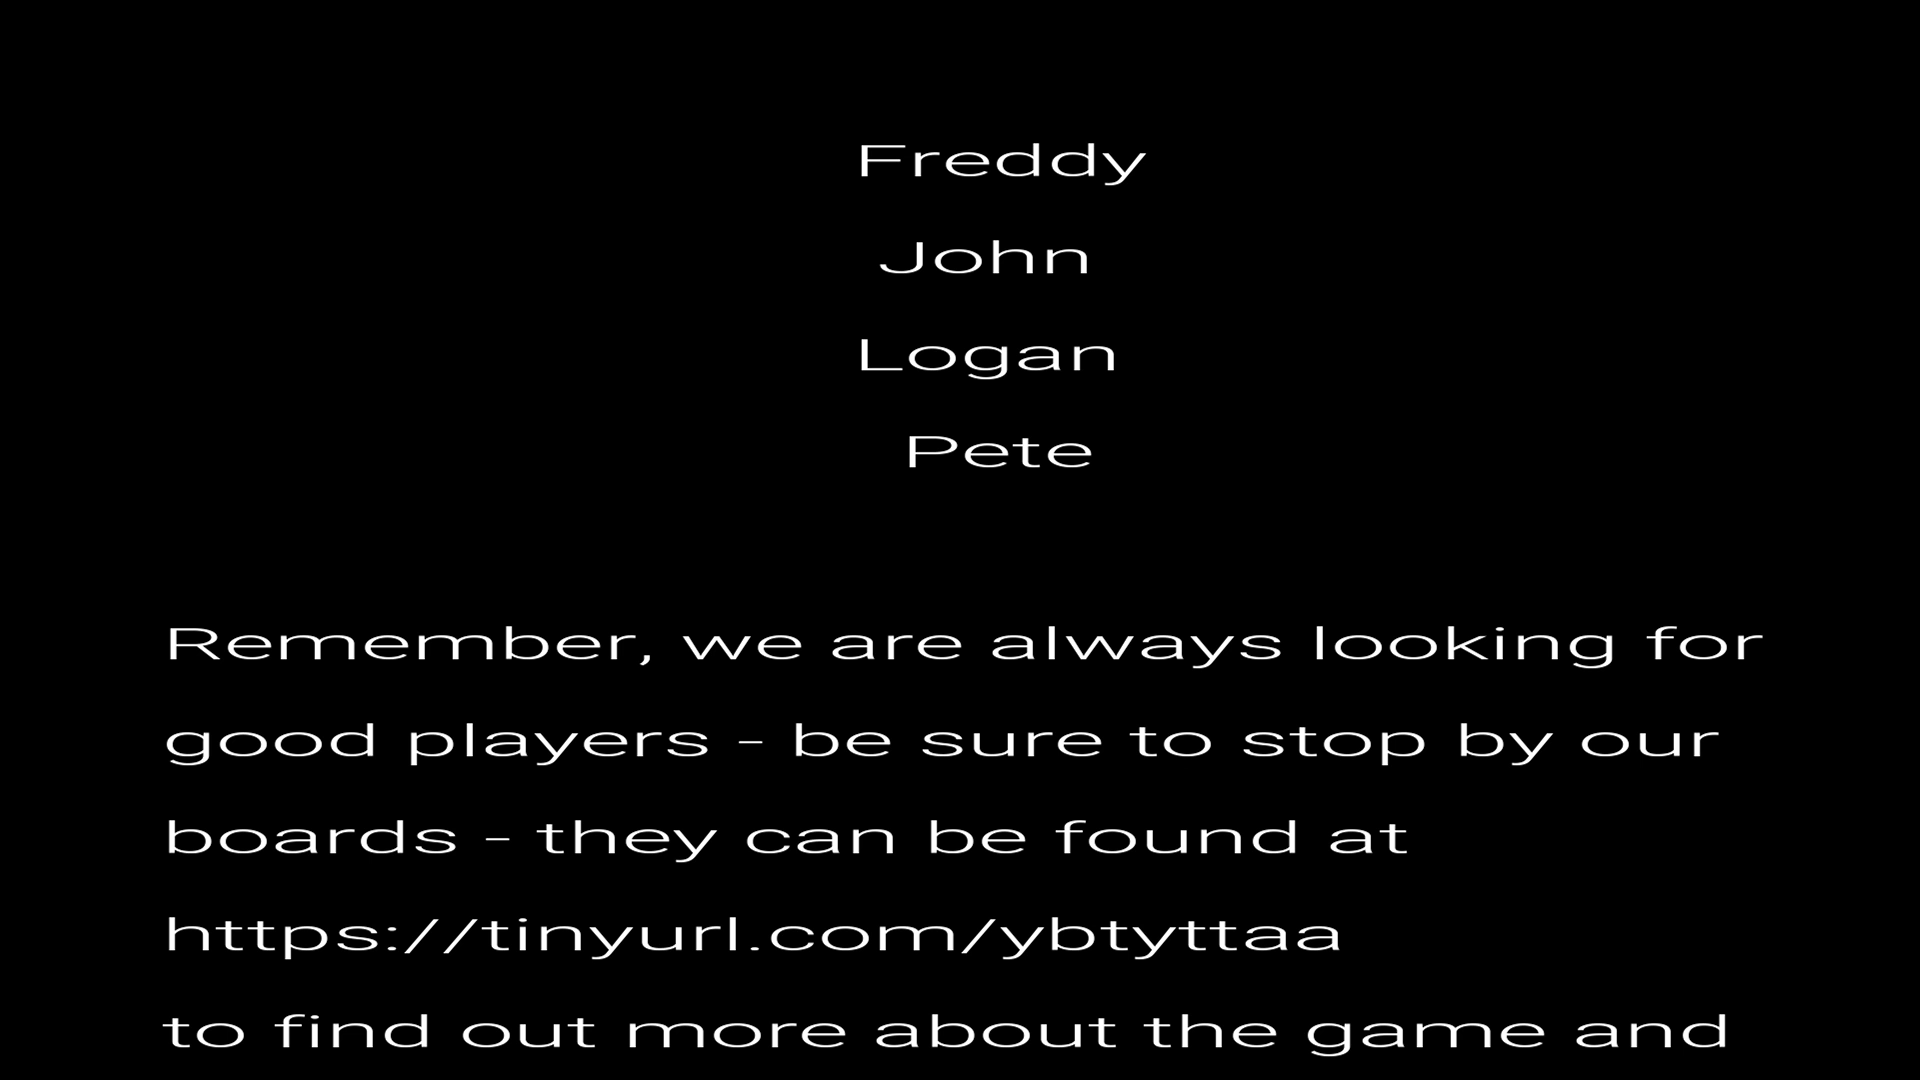 Freddy
John
Logan
Pete
Remember, we are always looking for
good players - be sure to stop by our
boards - they can be found at
https://tinyurl.com/ybtyttaa
to find out more about the game and